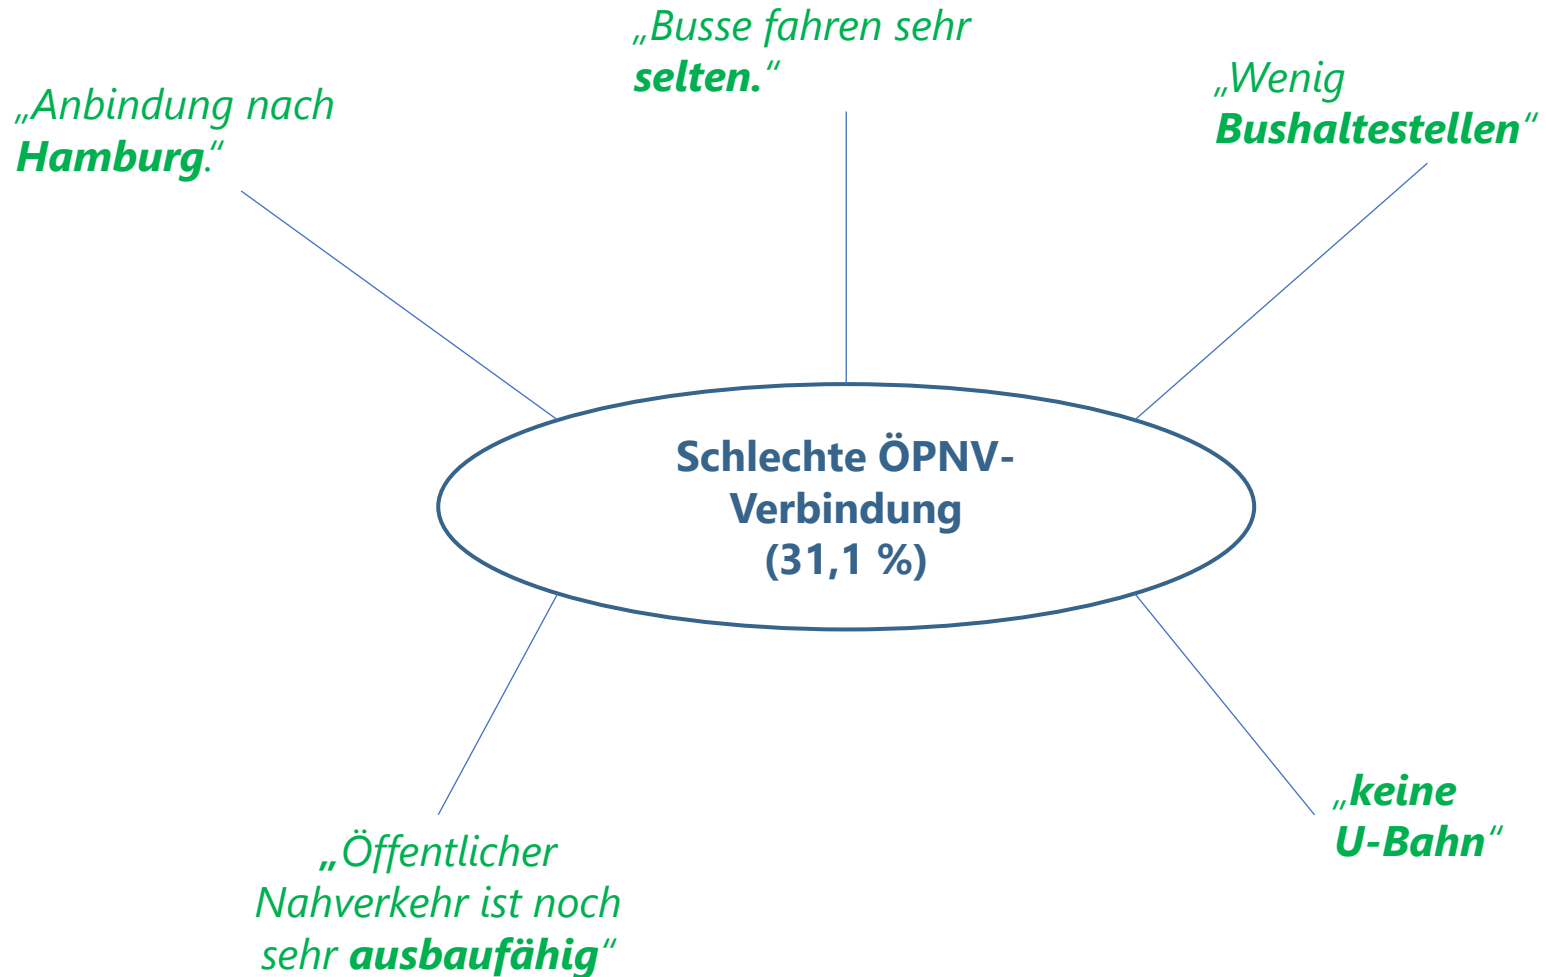 „Busse fahren sehr
selten.“
„Anbindung nach
Hamburg.“
„Wenig
Bushaltestellen“
Schlechte ÖPNV-
Verbindung
(31,1 %)
„keine
U-Bahn“
„Öffentlicher
Nahverkehr ist noch
sehr ausbaufähig“